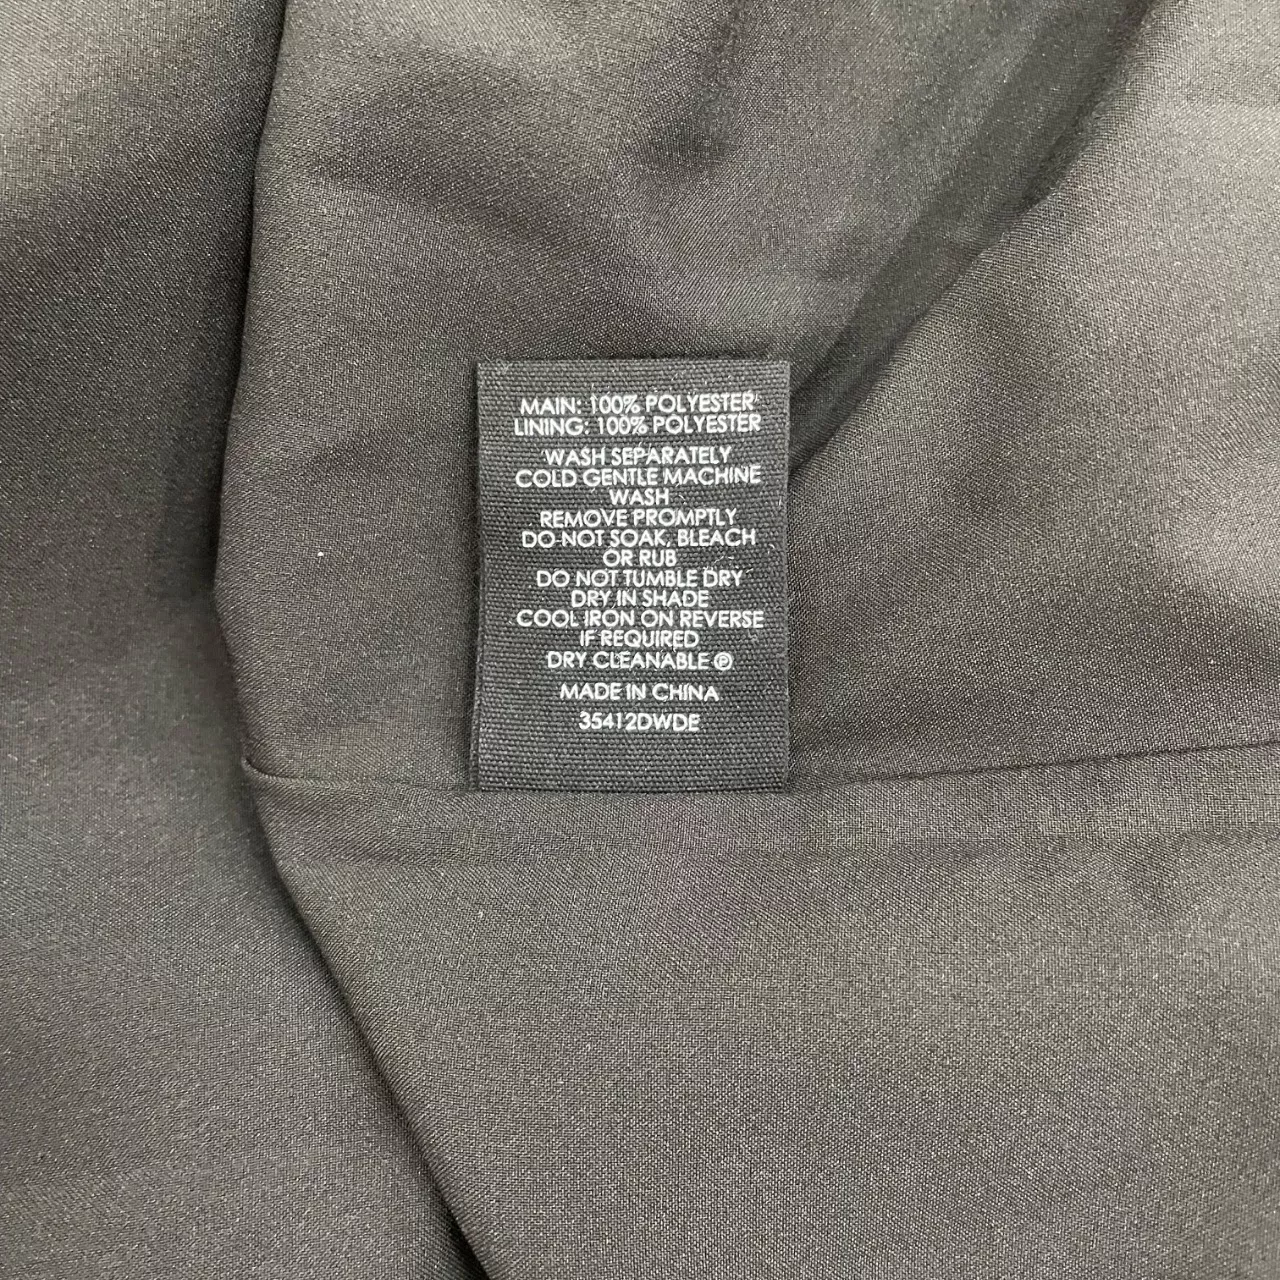 MAIN: 100% POLYESTER
LINING: 100% POLYESTER
WASH SEPARATELY
COLD GENTLE MACHINE
WASH
REMOVE PROMPTLY
DO NOT SOAK, BLEACH
OR RUB
DO NOT TUMBLE DRY
DRY IN SHADE
COOL IRON ON REVERSE
IF REQUIRED
DRY CLEANABLE Ⓟ
MADE IN CHINA
35412DWDE